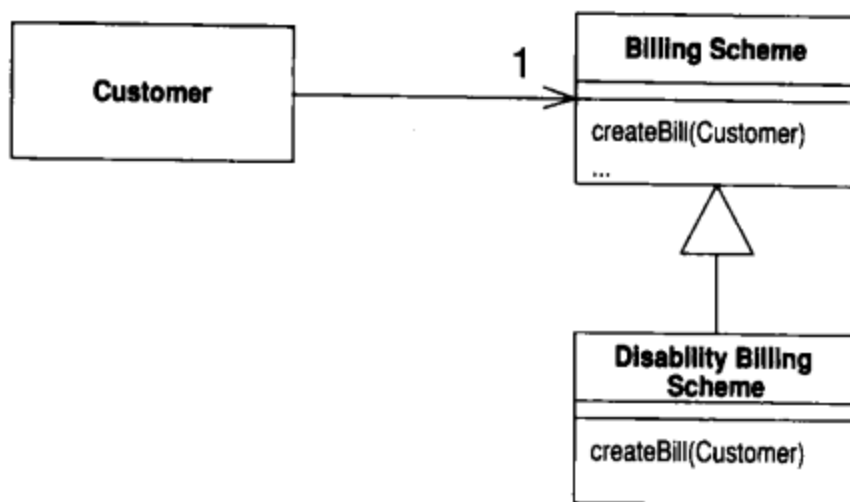 Customer
1
Billing Scheme
createBill(Customer)
...
Disability Billing
Scheme
createBill(Customer)